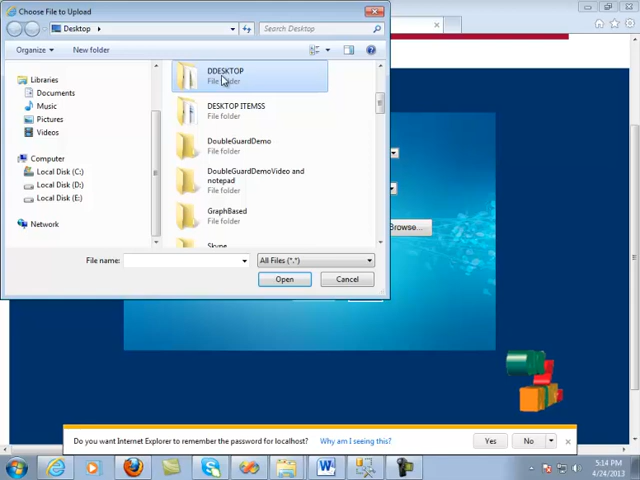 Choose File to Upload
Desktop
Search Desktop
Organize
New folder
Libraries
Documents
Music
Pictures
Videos
Computer
Local Disk (C:)
Local Disk (D:)
Local Disk (E:)
Network
DDESKTOP
File folder
DESKTOP ITEMSS
File folder
DoubleGuardDemo
File folder
DoubleGuardDemoVideo and
notepad
File folder
GraphBased
File folder
Skype
File name:
All Files (*.*)
Open
Cancel
Browse...
Do you want Internet Explorer to remember the password for localhost?
Why am I seeing this?
Yes
No
5:14 PM
4/24/2013